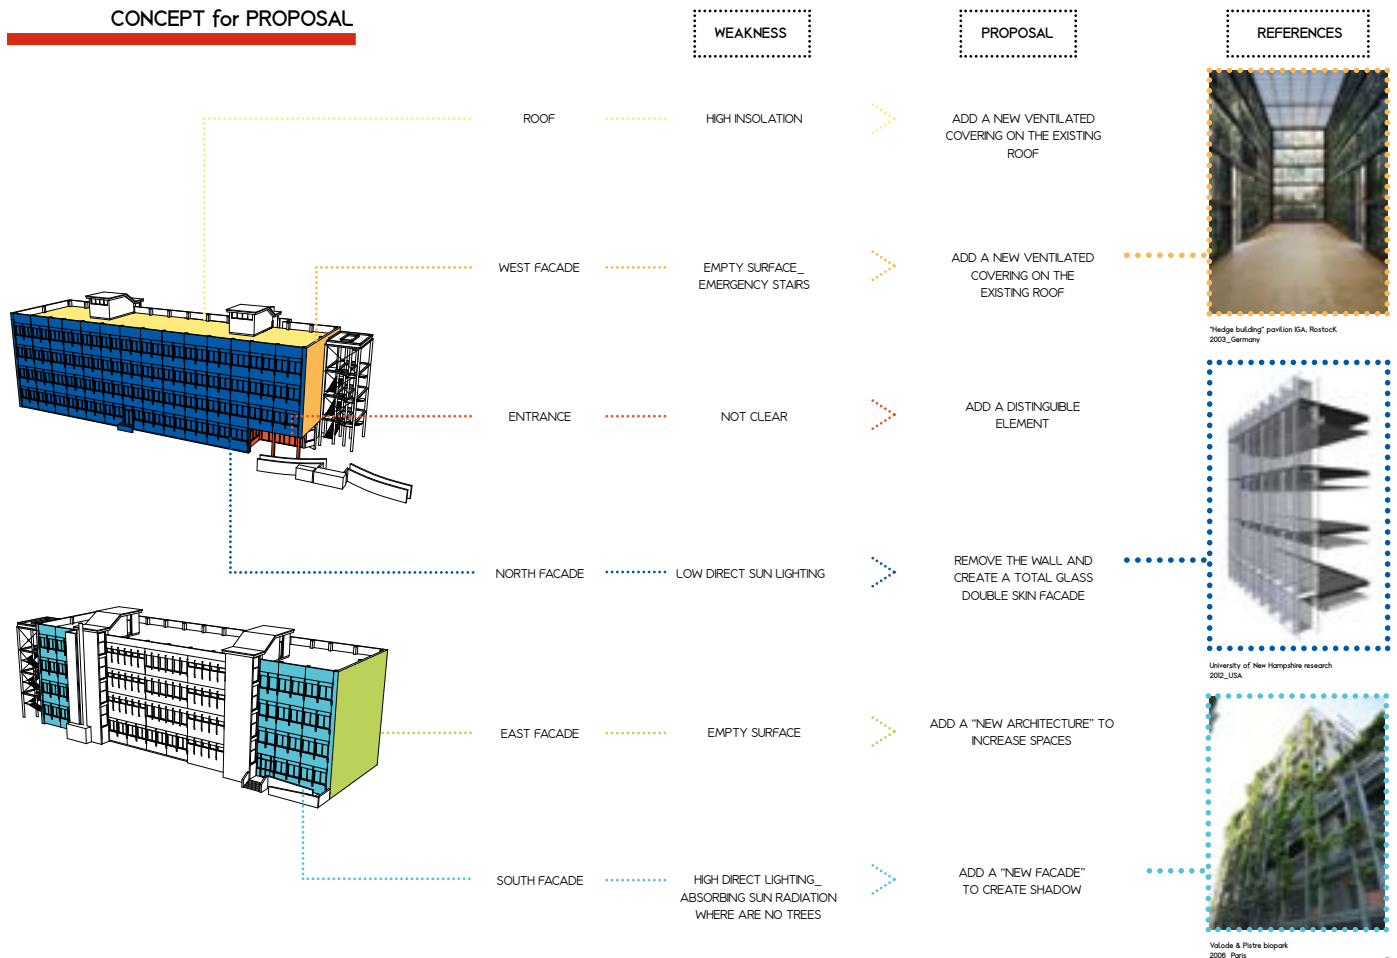 CONCEPT for PROPOSAL
WEAKNESS
PROPOSAL
REFERENCES
ROOF
HIGH INSOLATION
ADD A NEW VENTILATED
COVERING ON THE EXISTING
ROOF
WEST FACADE
EMPTY SURFACE_
EMERGENCY STAIRS
ADD A NEW VENTILATED
COVERING ON THE
EXISTING ROOF
"Hedge building" pavilion IGA, RostocK
2003_Germany
ENTRANCE
NOT CLEAR
ADD A DISTINGUIBLE
ELEMENT
NORTH FACADE
LOW DIRECT SUN LIGHTING
REMOVE THE WALL AND
CREATE A TOTAL GLASS
DOUBLE SKIN FACADE
University of New Hampshire research
2012_USA
EAST FACADE
EMPTY SURFACE
ADD A "NEW ARCHITECTURE" TO
INCREASE SPACES
SOUTH FACADE
HIGH DIRECT LIGHTING_
ABSORBING SUN RADIATION
WHERE ARE NO TREES
ADD A "NEW FACADE"
TO CREATE SHADOW
Valode & Pistre biopark
2006_Paris